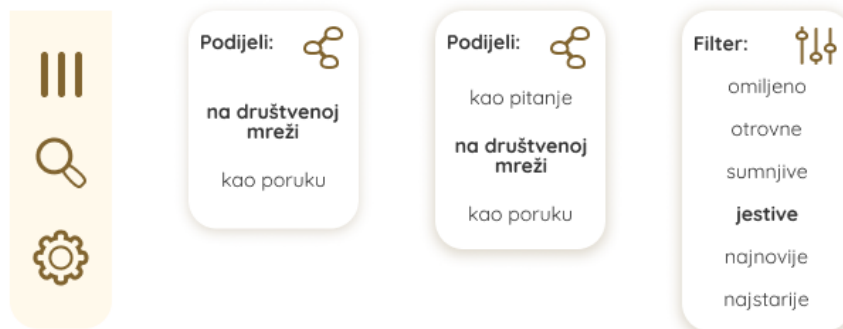 Podijeli:
na društvenoj
mreži
kao poruku
Podijeli:
kao pitanje
na društvenoj
mreži
kao poruku
Filter:
omiljeno
otrovne
sumnjive
jestive
najnovije
najstarije